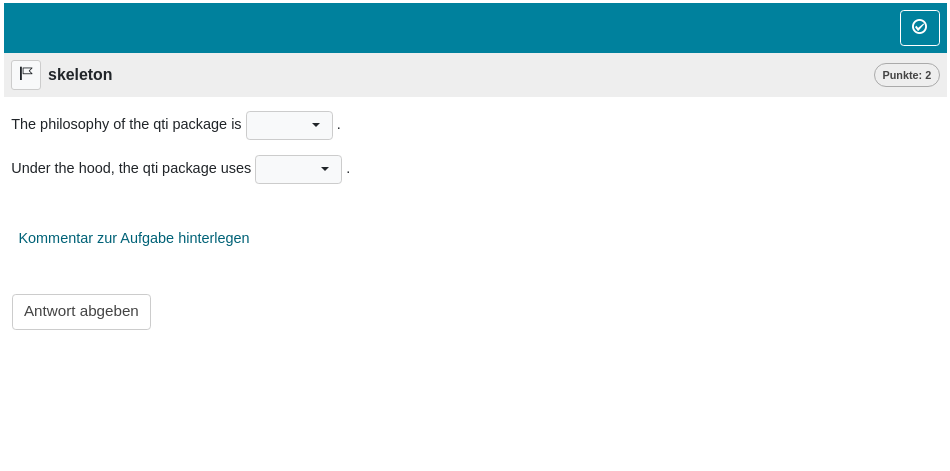 skeleton
Punkte: 2
The philosophy of the qti package is .
Under the hood, the qti package uses .
Kommentar zur Aufgabe hinterlegen
Antwort abgeben